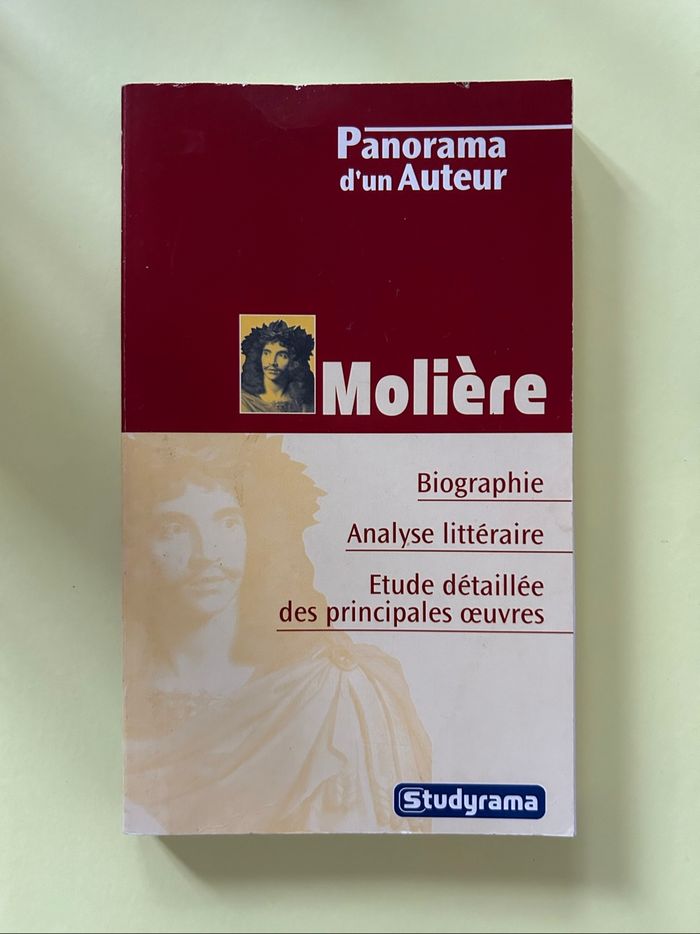 Panorama
d'un Auteur
Molière
Biographie
Analyse littéraire
Etude détaillée
des principales œuvres
Studyrama